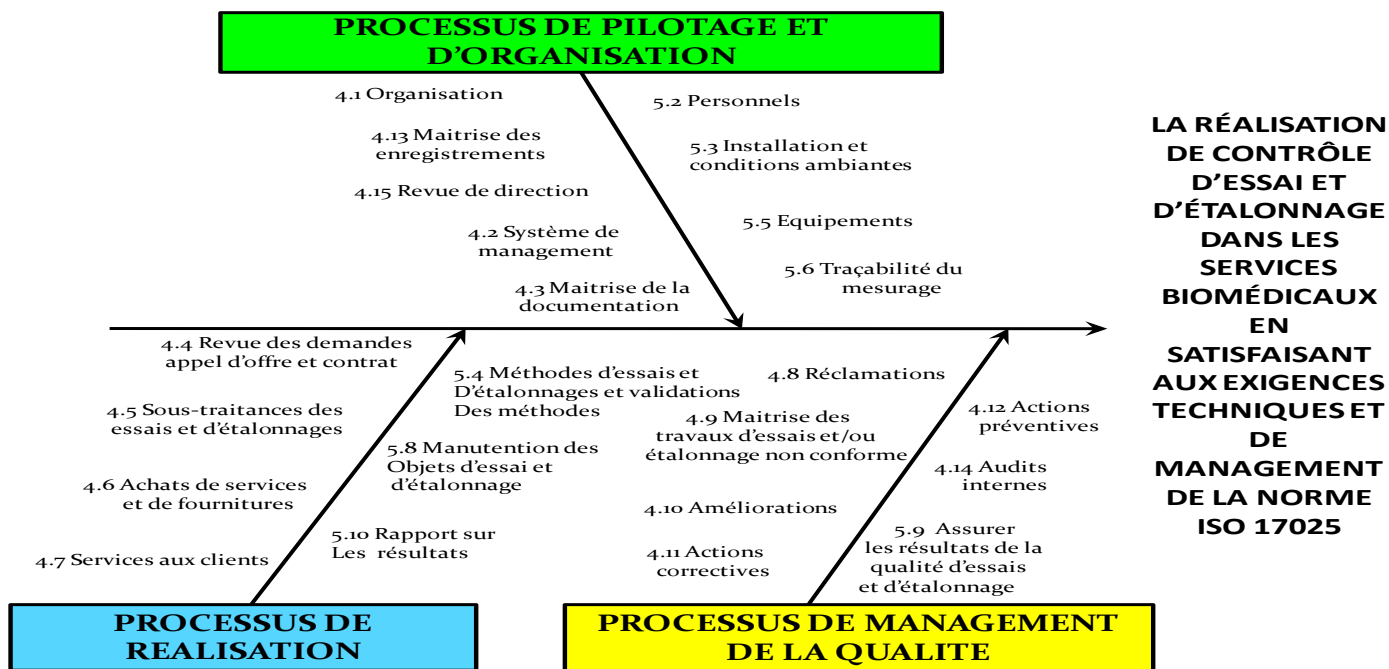 PROCESSUS DE PILOTAGE ET
D’ORGANISATION
4.1 Organisation
4.13 Maitrise des
enregistrements
4.15 Revue de direction
4.2 Système de
management
4.3 Maitrise de la
documentation
5.2 Personnels
5.3 Installation et
conditions ambiantes
5.5 Equipements
5.6 Traçabilité du
mesurage
4.4 Revue des demandes
appel d’offre et contrat
4.5 Sous-traitances des
essais et d’étalonnages
4.6 Achats de services
et de fournitures
4.7 Services aux clients
5.4 Méthodes d’essais et
D’étalonnages et validations
Des méthodes
5.8 Manutention des
Objets d’essai et
d’étalonnage
5.10 Rapport sur
Les résultats
4.8 Réclamations
4.9 Maitrise des
travaux d’essais et/ou
étalonnage non conforme
4.10 Améliorations
4.11 Actions
correctives
4.12 Actions
préventives
4.14 Audits
internes
5.9 Assurer
les résultats de la
qualité d’essais
et d’étalonnage
PROCESSUS DE
REALISATION
PROCESSUS DE MANAGEMENT
DE LA QUALITE
LA RÉALISATION
DE CONTRÔLE
D’ESSAI ET
D’ÉTALONNAGE
DANS LES
SERVICES
BIOMÉDICAUX
EN
SATISFAISANT
AUX EXIGENCES
TECHNIQUES ET
DE
MANAGEMENT
DE LA NORME
ISO 17025